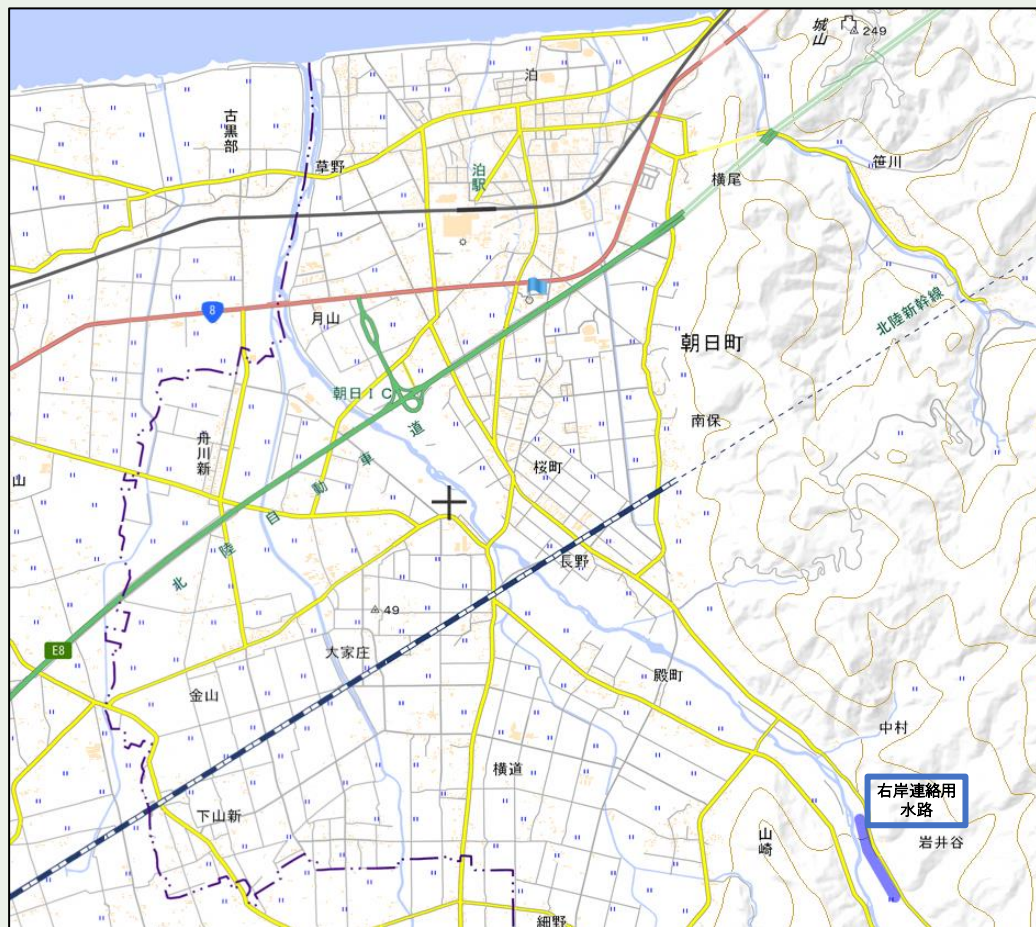 城山
249
泊
古黒部
草野
泊駅
笹川
横尾
8
月山
北陸新幹線
朝日町
朝日IC
南保
舟川新
山
桜町
北陸自動車道
長野
49
E8
大家庄
殿町
金山
中村
横道
右岸連絡用
水路
下山新
山崎
岩井谷
細野